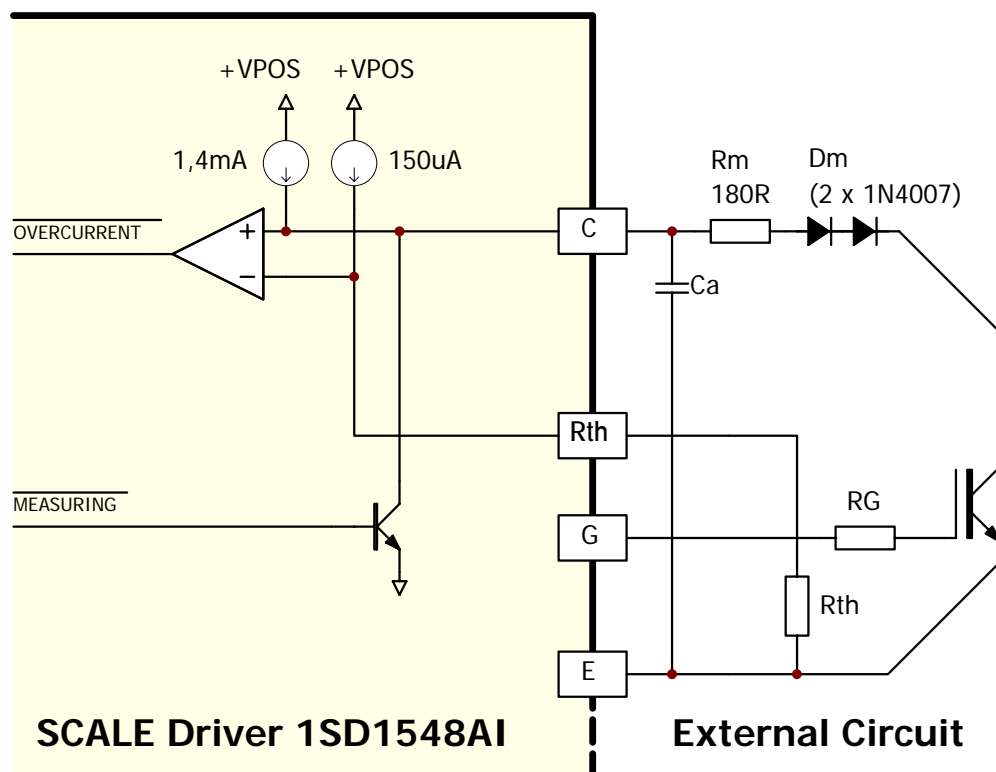 +VPOS +VPOS
1,4mA 150uA
Rm Dm
180R (2 x 1N4007)
OVERCURRENT
+
−
C
Ca
Rth
MEASURING
RG
G
Rth
E
SCALE Driver 1SD1548AI External Circuit